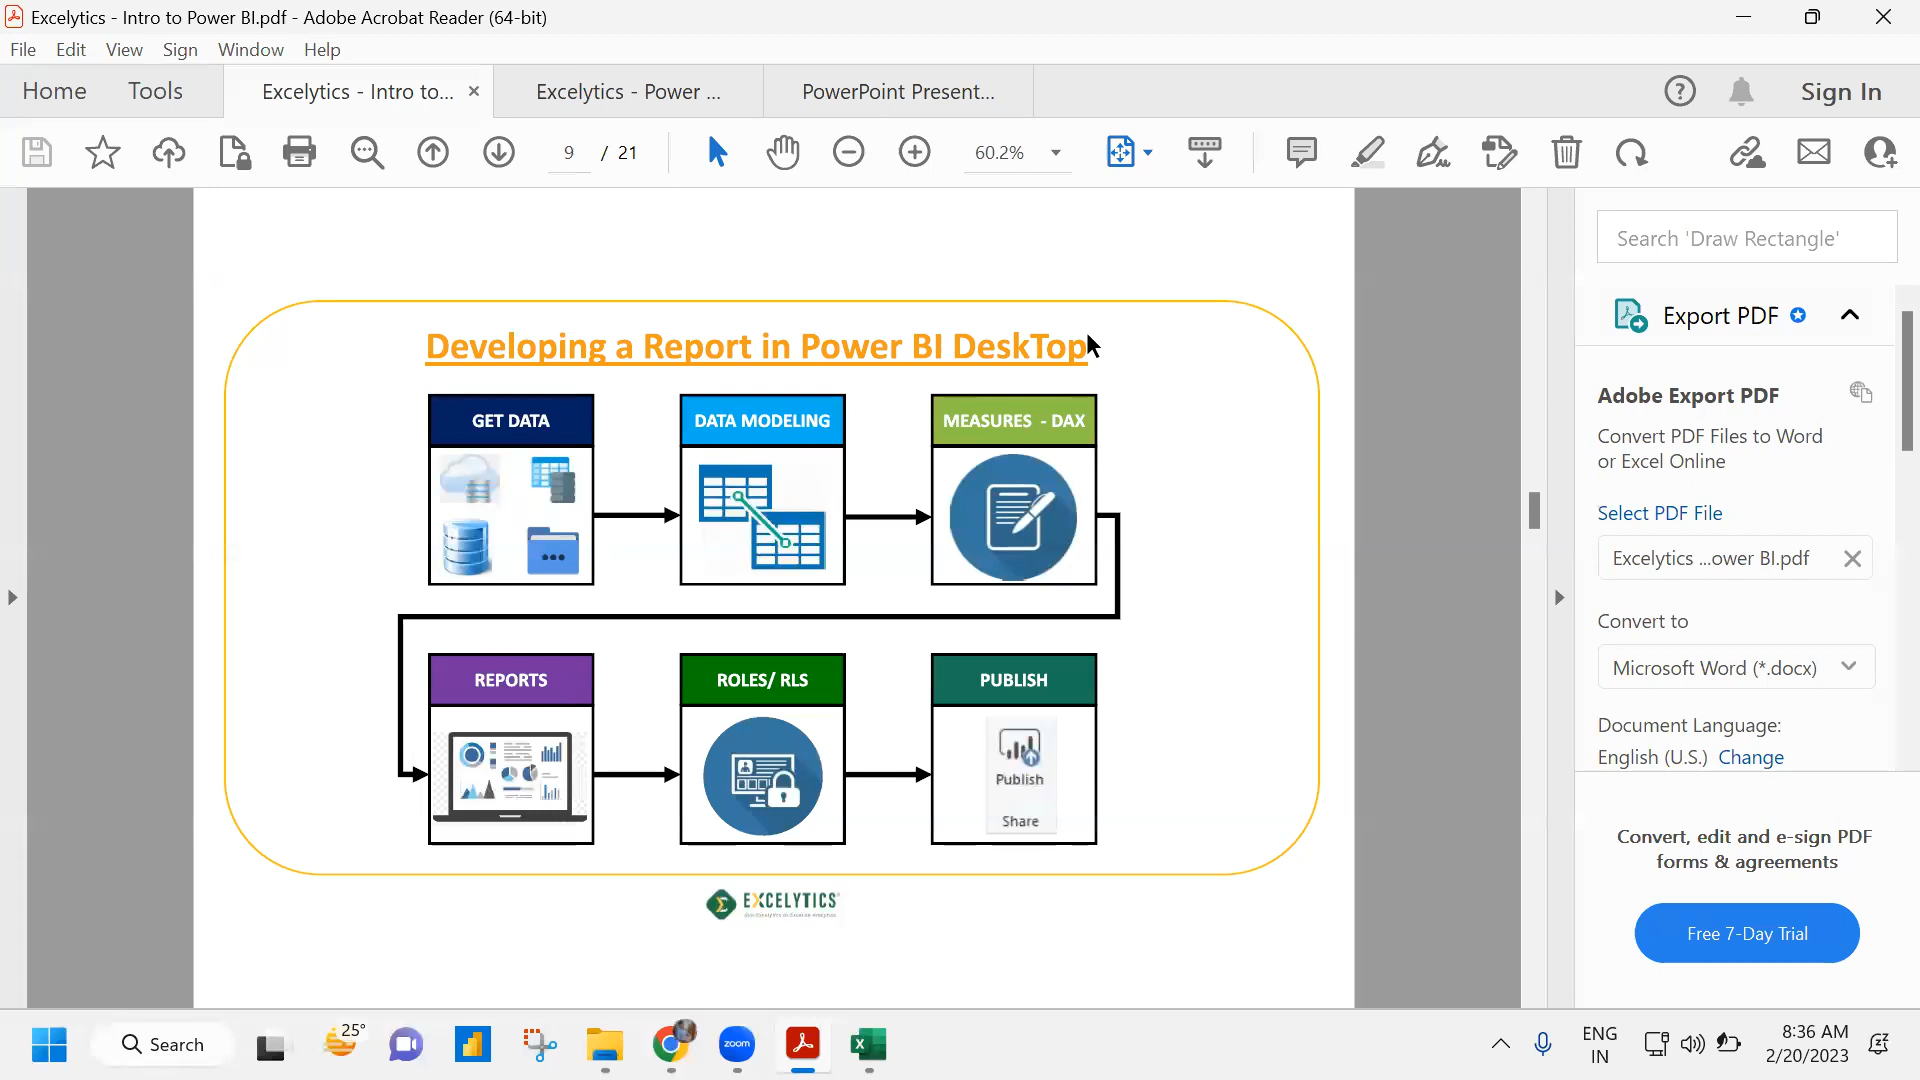 Excelytics - Intro to Power BI.pdf - Adobe Acrobat Reader (64-bit)
File Edit View Sign Window Help
Home Tools Excelytics - Intro to... × Excelytics - Power ... PowerPoint Present... Sign In
9 / 21 60.2%
Search 'Draw Rectangle'
Export PDF
Adobe Export PDF
Convert PDF Files to Word
or Excel Online
Select PDF File
Excelytics ...ower BI.pdf
Convert to
Microsoft Word (*.docx)
Document Language:
English (U.S.) Change
Convert, edit and e-sign PDF
forms & agreements
Free 7-Day Trial
Developing a Report in Power BI DeskTop
GET DATA DATA MODELING MEASURES - DAX
REPORTS ROLES/ RLS PUBLISH
Publish
Share
EXCELYTICS
Search 25° zoom ENG 8:36 AM
IN 2/20/2023